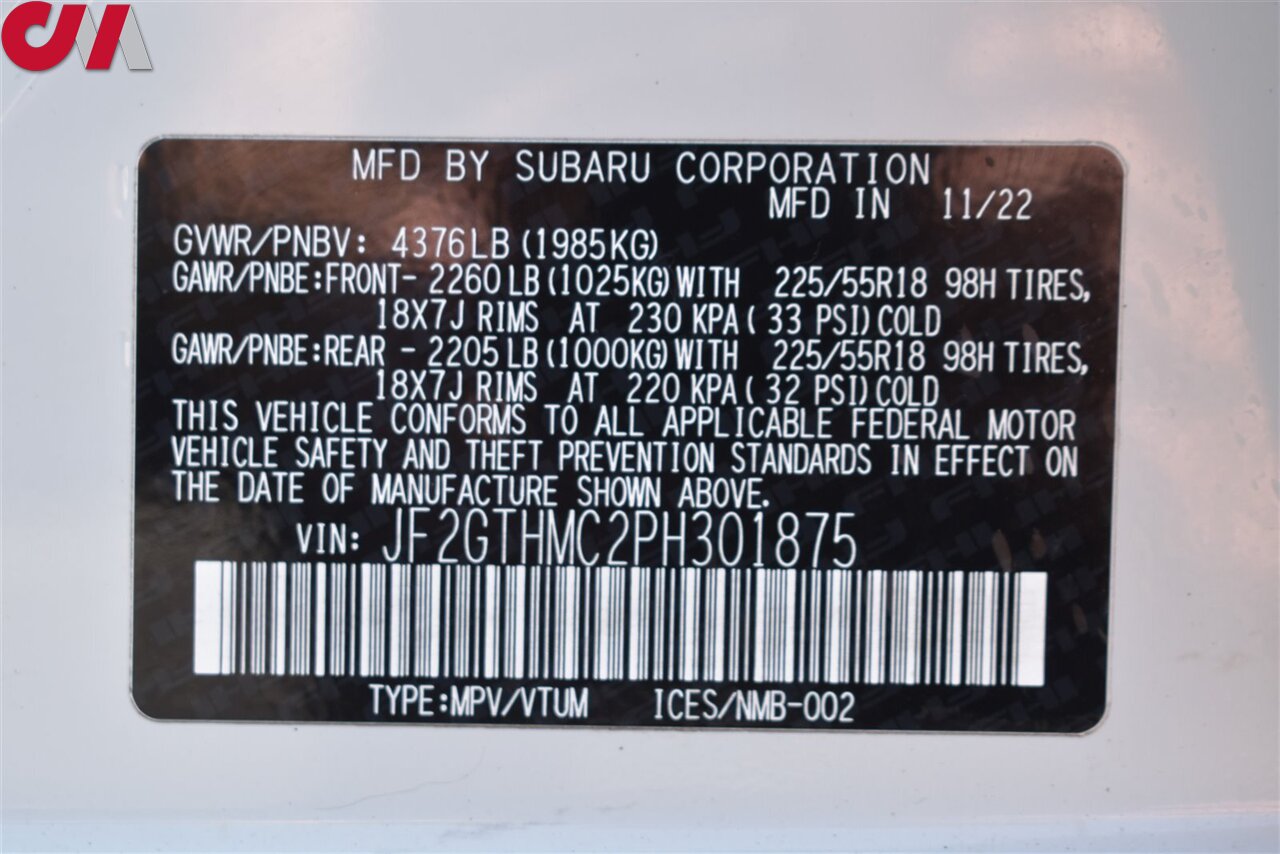 CM
MFD BY SUBARU CORPORATION
MFD IN 11/22
GVWR/PNBV: 4376LB (1985KG)
GAWR/PNBE:FRONT- 2260 LB (1025KG) WITH 225/55R18 98H TIRES,
18X7J RIMS AT 230 KPA ( 33 PSI) COLD
GAWR/PNBE:REAR - 2205 LB (1000KG) WITH 225/55R18 98H TIRES,
18X7J RIMS AT 220 KPA ( 32 PSI) COLD
THIS VEHICLE CONFORMS TO ALL APPLICABLE FEDERAL MOTOR
VEHICLE SAFETY AND THEFT PREVENTION STANDARDS IN EFFECT ON
THE DATE OF MANUFACTURE SHOWN ABOVE.
VIN: JF2GTHMC2PH301875
TYPE:MPV/VTUM ICES/NMB-002